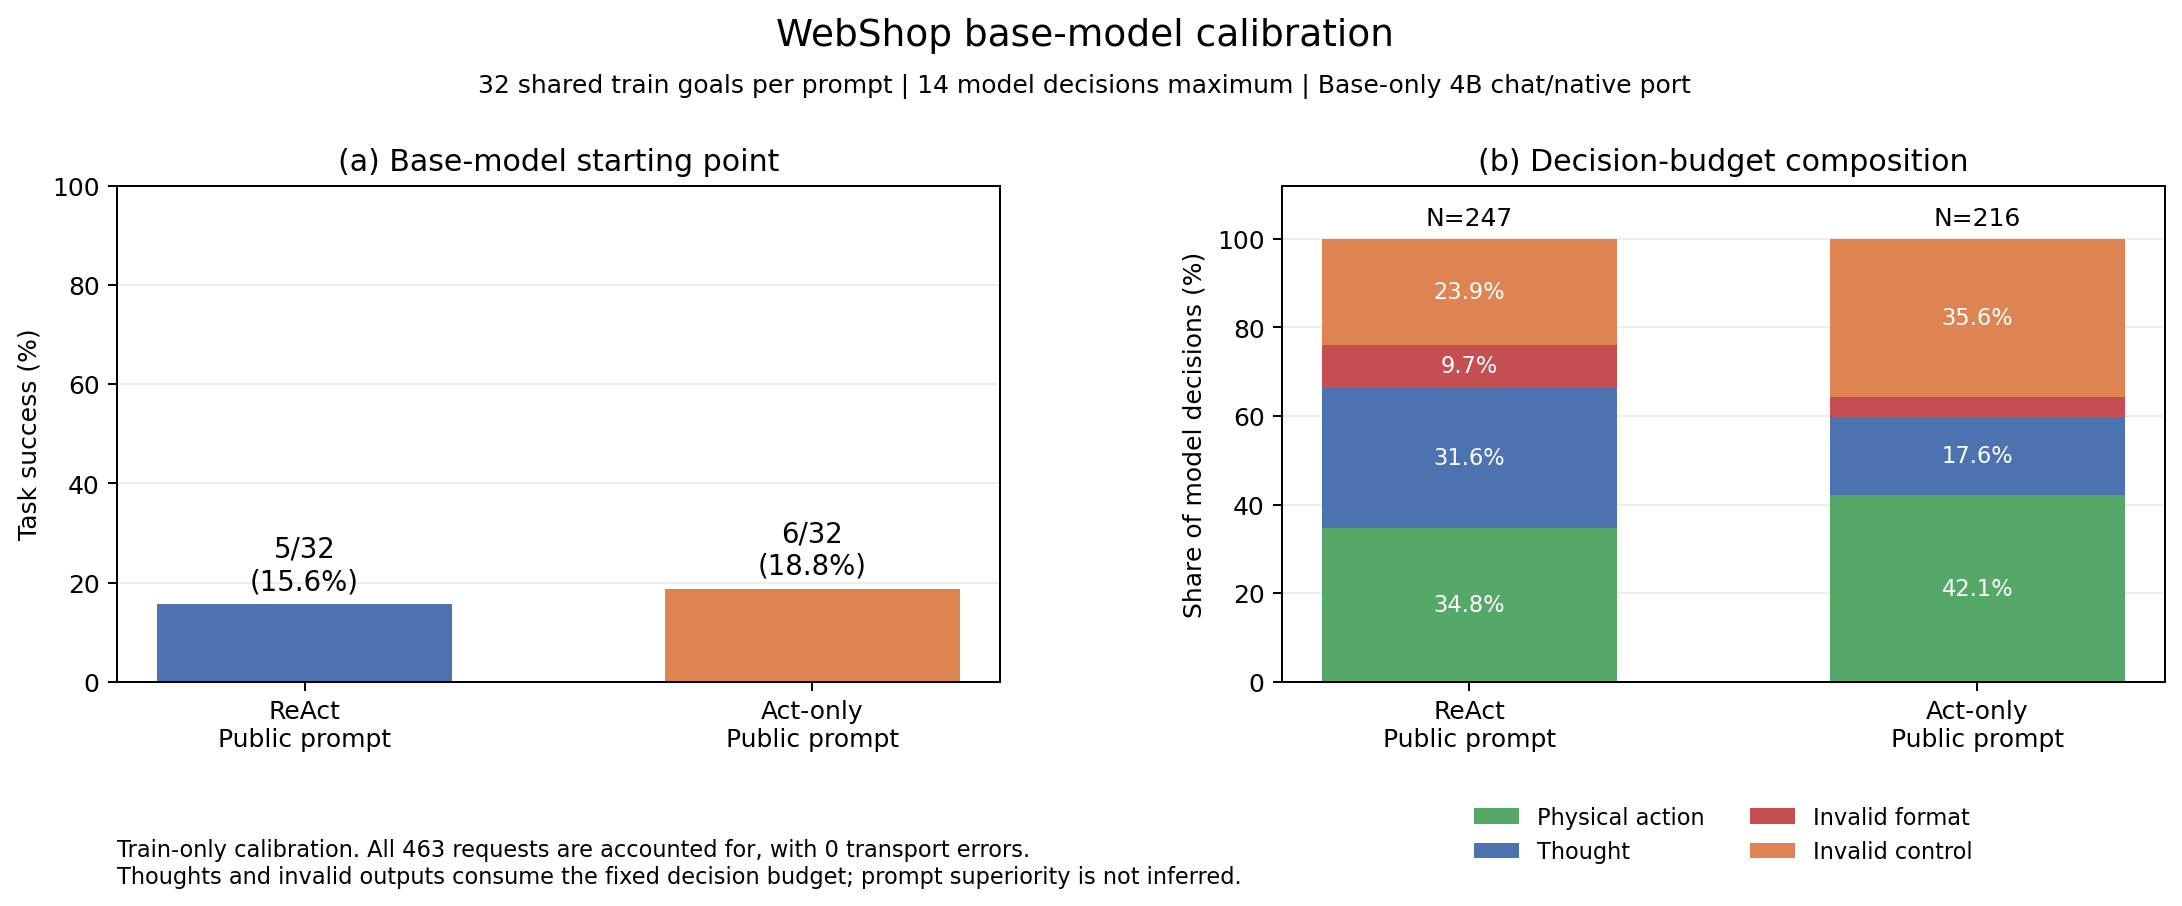 WebShop base-model calibration
32 shared train goals per prompt | 14 model decisions maximum | Base-only 4B chat/native port
(a) Base-model starting point
100
80
60
40
20
0
Task success (%)
5/32
(15.6%)
6/32
(18.8%)
ReAct
Public prompt
Act-only
Public prompt
(b) Decision-budget composition
100
80
60
40
20
0
Share of model decisions (%)
N=247
23.9%
9.7%
31.6%
34.8%
N=216
35.6%
17.6%
42.1%
ReAct
Public prompt
Act-only
Public prompt
Physical action
Thought
Invalid format
Invalid control
Train-only calibration. All 463 requests are accounted for, with 0 transport errors.
Thoughts and invalid outputs consume the fixed decision budget; prompt superiority is not inferred.